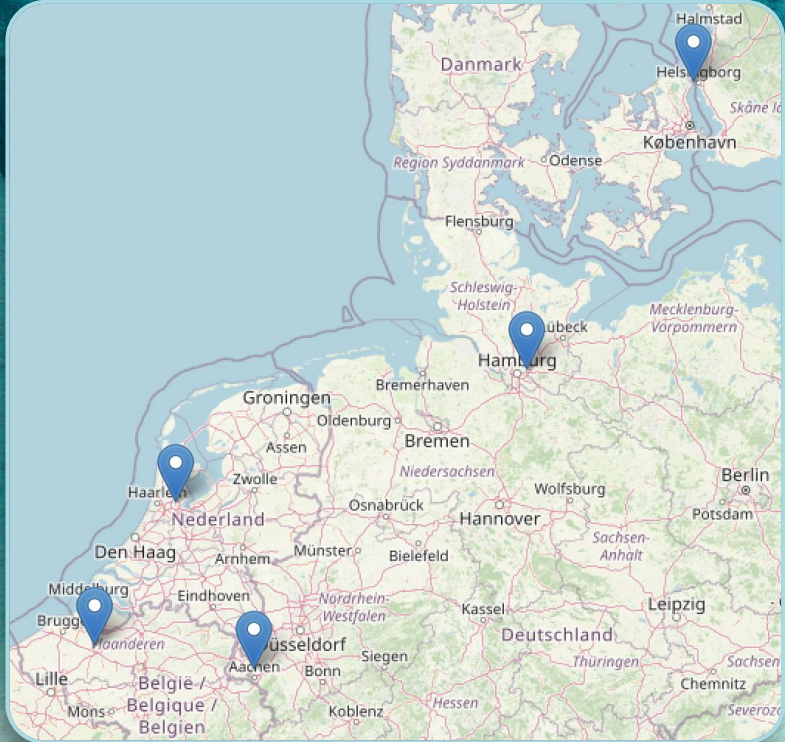 Halmstad
Danmark
Helsingborg
Skåne lä
København
Region Syddanmark
Odense
Flensburg
Schleswig-
Holstein
Mecklenburg-
Vorpommern
übeck
Hamburg
Bremerhaven
Groningen
Oldenburg
Bremen
Assen
Niedersachsen
Zwolle
Haarlem
Berlin
Wolfsburg
Osnabrück
Potsdam
Nederland
Hannover
Sachsen-
Anhalt
Den Haag
Münster
Bielefeld
Arnhem
Middelburg
Eindhoven
Nordrhein-
Westfalen
Kassel
Leipzig
Brugge
Deutschland
Vlaanderen
Düsseldorf
Siegen
Aachen
Bonn
Thüringen
Sachsen
Lille
België /
Belgique /
Belgien
Chemnitz
Hessen
Mons
Koblenz
Severoz